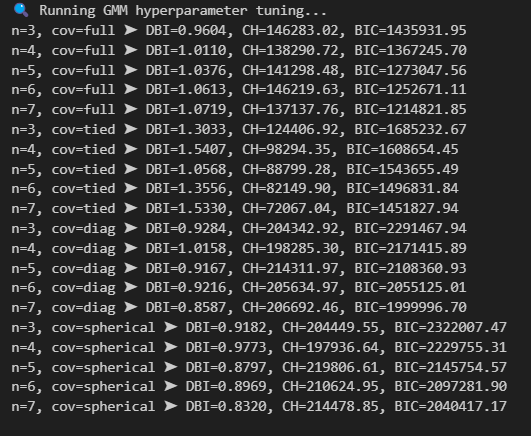 🔍 Running GMM hyperparameter tuning...
n=3, cov=full ➤ DBI=0.9604, CH=146283.02, BIC=1435931.95
n=4, cov=full ➤ DBI=1.0110, CH=138290.72, BIC=1367245.70
n=5, cov=full ➤ DBI=1.0376, CH=141298.48, BIC=1273047.56
n=6, cov=full ➤ DBI=1.0613, CH=146219.63, BIC=1252671.11
n=7, cov=full ➤ DBI=1.0719, CH=137137.76, BIC=1214821.85
n=3, cov=tied ➤ DBI=1.3033, CH=124406.92, BIC=1685232.67
n=4, cov=tied ➤ DBI=1.5407, CH=98294.35, BIC=1608654.45
n=5, cov=tied ➤ DBI=1.0568, CH=88799.28, BIC=1543655.49
n=6, cov=tied ➤ DBI=1.3556, CH=82149.90, BIC=1496831.84
n=7, cov=tied ➤ DBI=1.5330, CH=72067.04, BIC=1451827.94
n=3, cov=diag ➤ DBI=0.9284, CH=204342.92, BIC=2291467.94
n=4, cov=diag ➤ DBI=1.0158, CH=198285.30, BIC=2171415.89
n=5, cov=diag ➤ DBI=0.9167, CH=214311.97, BIC=2108360.93
n=6, cov=diag ➤ DBI=0.9216, CH=205634.97, BIC=2055125.01
n=7, cov=diag ➤ DBI=0.8587, CH=206692.46, BIC=1999996.70
n=3, cov=spherical ➤ DBI=0.9182, CH=204449.55, BIC=2322007.47
n=4, cov=spherical ➤ DBI=0.9773, CH=197936.64, BIC=2229755.31
n=5, cov=spherical ➤ DBI=0.8797, CH=219806.61, BIC=2145754.57
n=6, cov=spherical ➤ DBI=0.8969, CH=210624.95, BIC=2097281.90
n=7, cov=spherical ➤ DBI=0.8320, CH=214478.85, BIC=2040417.17